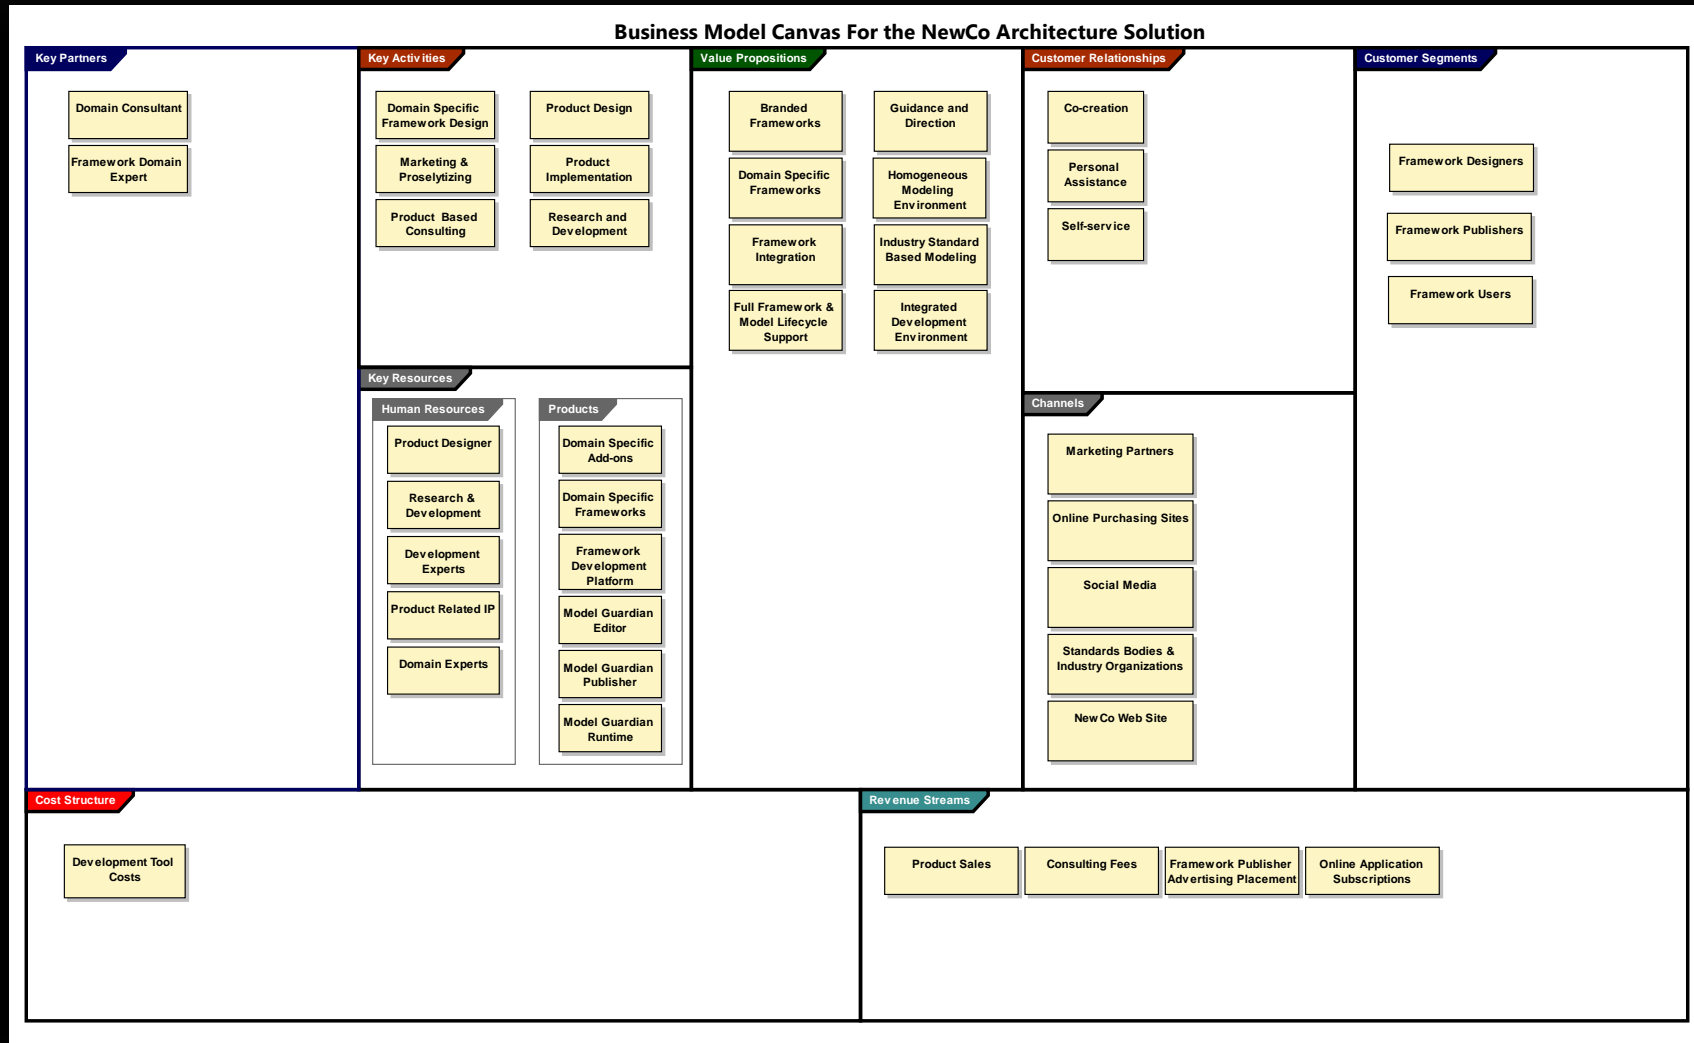 Business Model Canvas For the NewCo Architecture Solution
Key Partners
Domain Consultant
Framework Domain
Expert
Key Activities
Domain Specific
Framework Design
Product Design
Marketing &
Proselytizing
Product
Implementation
Product Based
Consulting
Research and
Development
Key Resources
Human Resources
Product Designer
Research &
Development
Development
Experts
Product Related IP
Domain Experts
Products
Domain Specific
Add-ons
Domain Specific
Frameworks
Framework
Development
Platform
Model Guardian
Editor
Model Guardian
Publisher
Model Guardian
Runtime
Value Propositions
Branded
Frameworks
Guidance and
Direction
Domain Specific
Frameworks
Homogeneous
Modeling
Environment
Framework
Integration
Industry Standard
Based Modeling
Full Framework &
Model Lifecycle
Support
Integrated
Development
Environment
Customer Relationships
Co-creation
Personal
Assistance
Self-service
Channels
Marketing Partners
Online Purchasing Sites
Social Media
Standards Bodies &
Industry Organizations
NewCo Web Site
Customer Segments
Framework Designers
Framework Publishers
Framework Users
Cost Structure
Development Tool
Costs
Revenue Streams
Product Sales
Consulting Fees
Framework Publisher
Advertising Placement
Online Application
Subscriptions